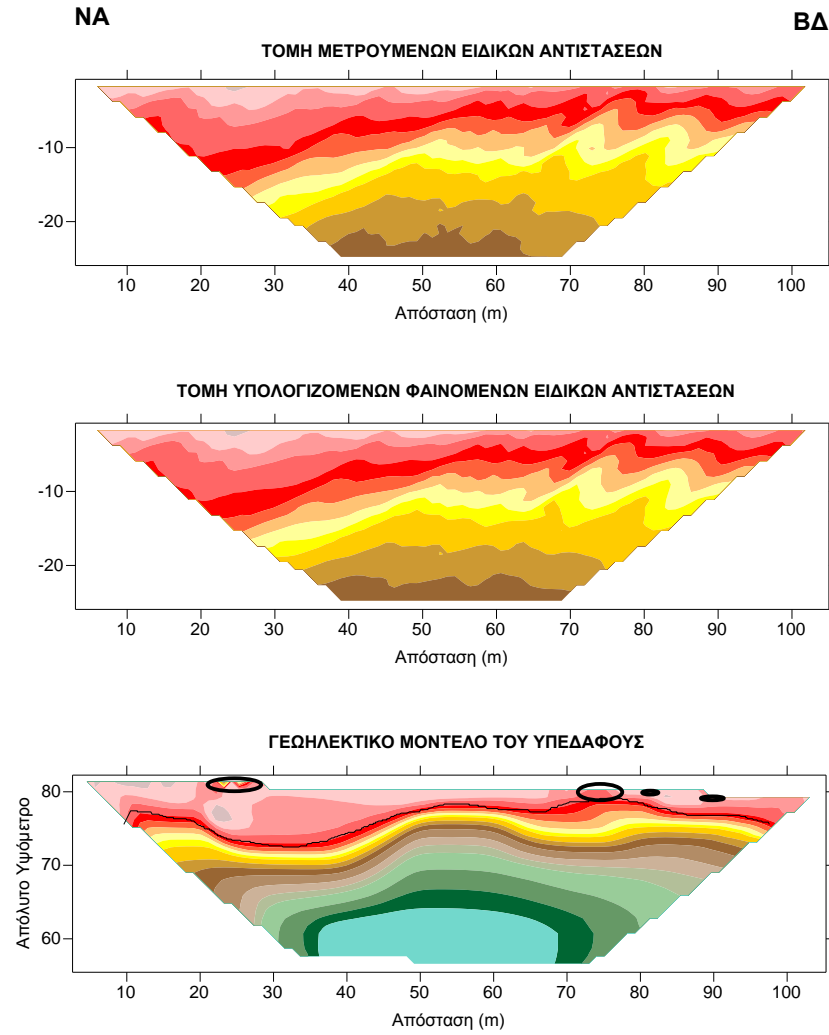 ΝΑ
ΒΔ
ΤΟΜΗ ΜΕΤΡΟΥΜΕΝΩΝ ΕΙΔΙΚΩΝ ΑΝΤΙΣΤΑΣΕΩΝ
-10
-20
10 20 30 40 50 60 70 80 90 100
Απόσταση (m)
ΤΟΜΗ ΥΠΟΛΟΓΙΖΟΜΕΝΩΝ ΦΑΙΝΟΜΕΝΩΝ ΕΙΔΙΚΩΝ ΑΝΤΙΣΤΑΣΕΩΝ
-10
-20
10 20 30 40 50 60 70 80 90 100
Απόσταση (m)
ΓΕΩΗΛΕΚΤΙΚΟ ΜΟΝΤΕΛΟ ΤΟΥ ΥΠΕΔΑΦΟΥΣ
Απόλυτο Υψόμετρο
80
70
60
10 20 30 40 50 60 70 80 90 100
Απόσταση (m)